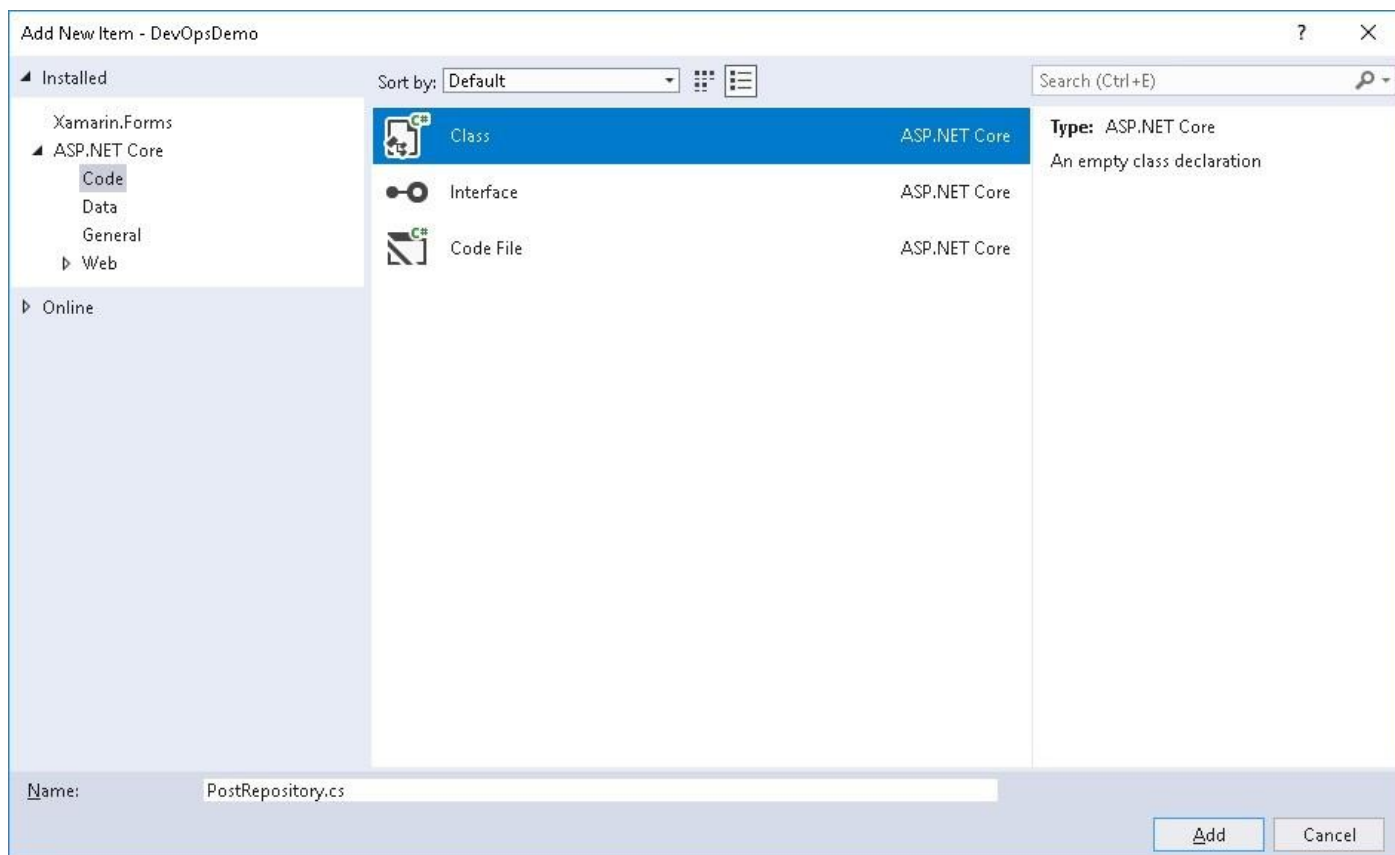 Add New Item - DevOpsDemo
?
Installed
Sort by: Default
Search (Ctrl+E)
Xamarin.Forms
ASP.NET Core
Code
Data
General
Web
Online
C#
Class ASP.NET Core
Interface ASP.NET Core
C#
Code File ASP.NET Core
Type: ASP.NET Core
An empty class declaration
Name: PostRepository.cs
Add Cancel